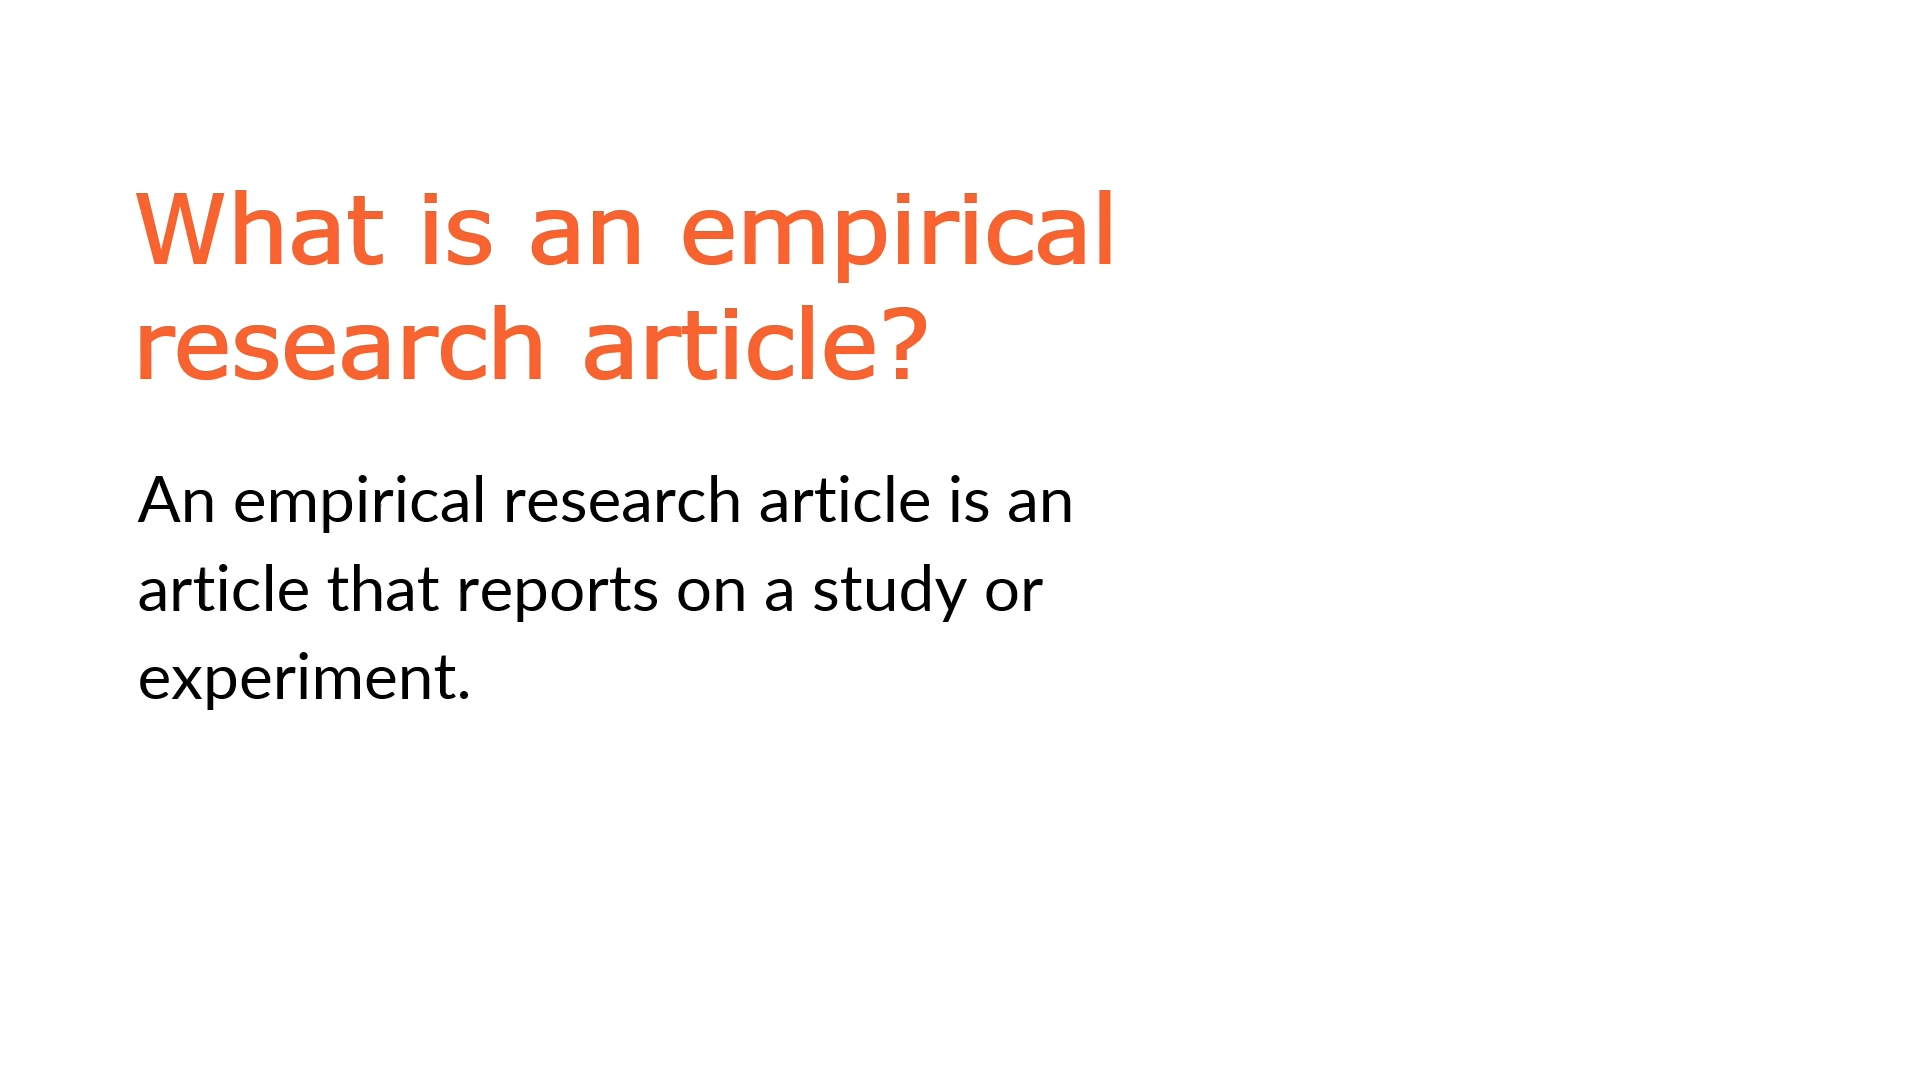 What is an empirical
research article?
An empirical research article is an
article that reports on a study or
experiment.